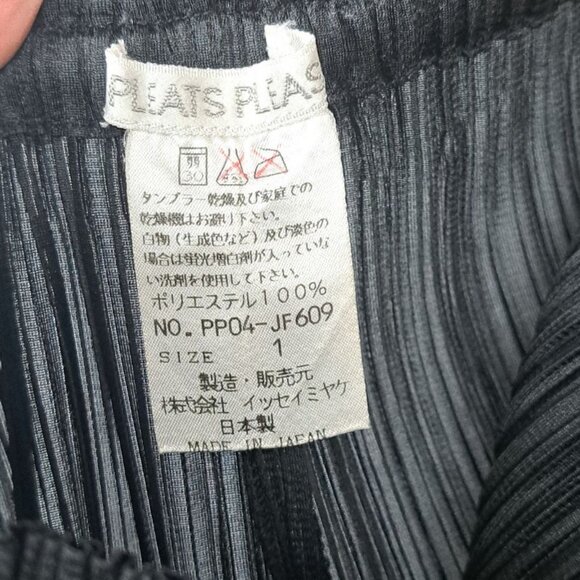 PLEATS PLEAS
弱
30
タンブラー乾燥及び家庭での
乾燥機はお避け下さい。
白物(生成色など)及び淡色の
場合は蛍光増白剤が入っていな
い洗剤を使用して下さい。
ポリエステル100%
NO. PP04-JF609
SIZE 1
製造・販売元
株式会社 イッセイミヤケ
日本製
MADE IN JAPAN